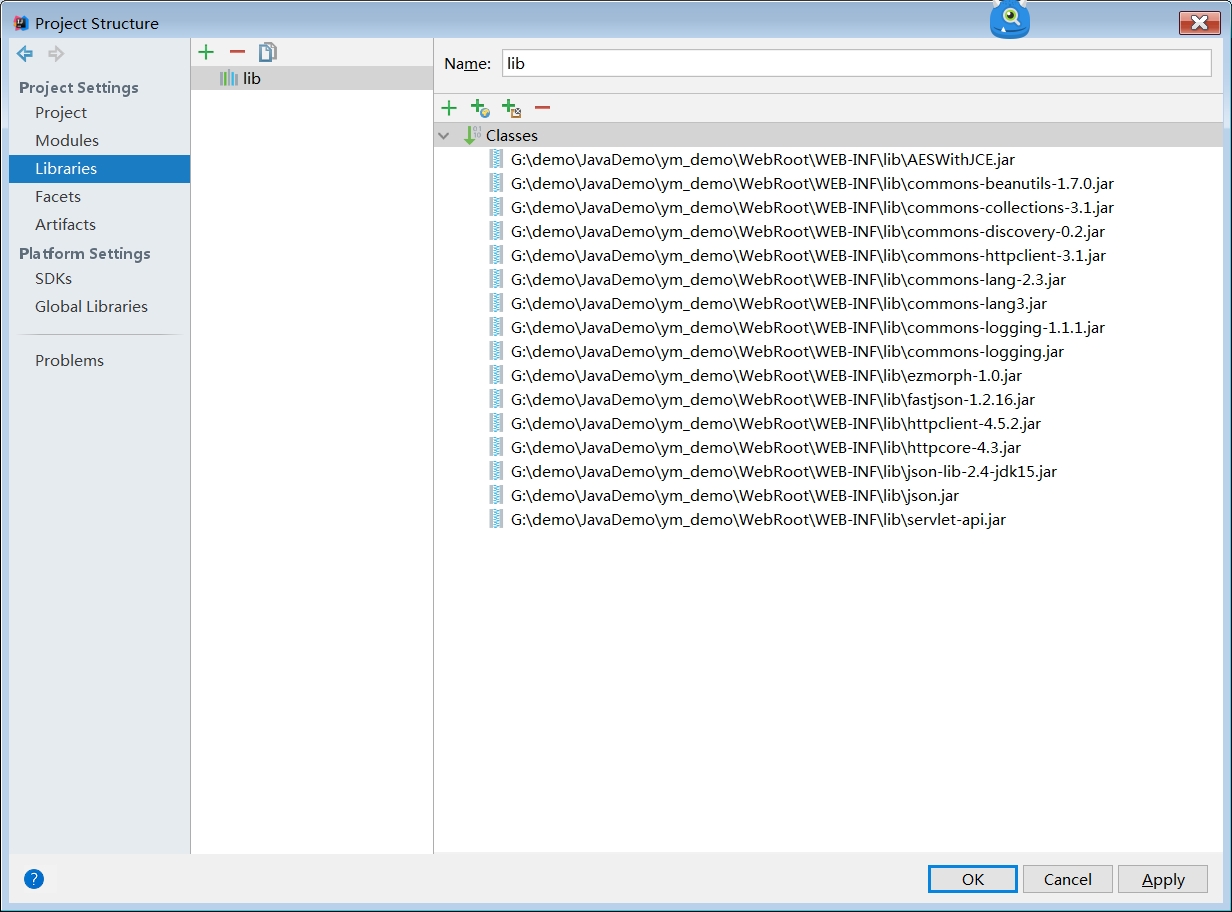 Project Structure
Project Settings
Project
Modules
Libraries
Facets
Artifacts
Platform Settings
SDKs
Global Libraries
Problems
lib
Name: lib
Classes
G:\demo\JavaDemo\ym_demo\WebRoot\WEB-INF\lib\AESWithJCE.jar
G:\demo\JavaDemo\ym_demo\WebRoot\WEB-INF\lib\commons-beanutils-1.7.0.jar
G:\demo\JavaDemo\ym_demo\WebRoot\WEB-INF\lib\commons-collections-3.1.jar
G:\demo\JavaDemo\ym_demo\WebRoot\WEB-INF\lib\commons-discovery-0.2.jar
G:\demo\JavaDemo\ym_demo\WebRoot\WEB-INF\lib\commons-httpclient-3.1.jar
G:\demo\JavaDemo\ym_demo\WebRoot\WEB-INF\lib\commons-lang-2.3.jar
G:\demo\JavaDemo\ym_demo\WebRoot\WEB-INF\lib\commons-lang3.jar
G:\demo\JavaDemo\ym_demo\WebRoot\WEB-INF\lib\commons-logging-1.1.1.jar
G:\demo\JavaDemo\ym_demo\WebRoot\WEB-INF\lib\commons-logging.jar
G:\demo\JavaDemo\ym_demo\WebRoot\WEB-INF\lib\ezmorph-1.0.jar
G:\demo\JavaDemo\ym_demo\WebRoot\WEB-INF\lib\fastjson-1.2.16.jar
G:\demo\JavaDemo\ym_demo\WebRoot\WEB-INF\lib\httpclient-4.5.2.jar
G:\demo\JavaDemo\ym_demo\WebRoot\WEB-INF\lib\httpcore-4.3.jar
G:\demo\JavaDemo\ym_demo\WebRoot\WEB-INF\lib\json-lib-2.4-jdk15.jar
G:\demo\JavaDemo\ym_demo\WebRoot\WEB-INF\lib\json.jar
G:\demo\JavaDemo\ym_demo\WebRoot\WEB-INF\lib\servlet-api.jar
?
OK Cancel Apply